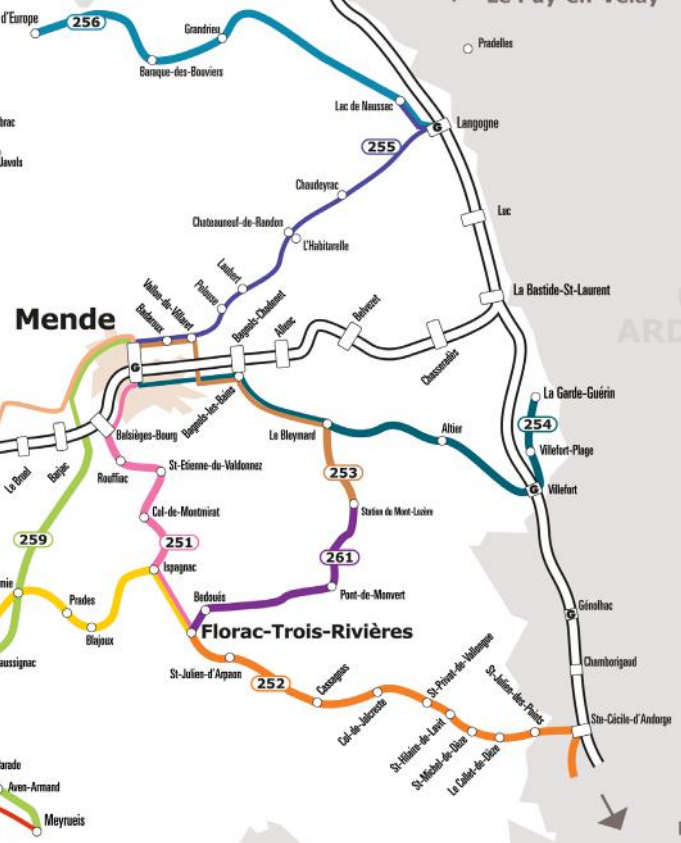 Le Puy-en-Velay
d'Europe
256
Grandrieu
Baraque-des-Bouviers
Pradelles
Lac de Naussac
G
Langogne
255
Javols
Chaudeyrac
Chateauneuf-de-Randon
L'Habitarelle
Luc
Laubert
Pelouse
La Bastide-St-Laurent
Vallon-du-Villaret
Badaroux
Bagnols-Chadenet
Allenc
Belvezet
Mende
ARD
Chasseradès
G
Bagnols-les-Bains
La Garde-Guérin
254
Balsièges-Bourg
Le Bleymard
Altier
Villefort-Plage
Le Bruel
Barjac
Rouffiac
St-Etienne-du-Valdonnez
253
G
Villefort
Col-de-Montmirat
Station du Mont-Lozère
259
251
261
Ispagnac
Pont-de-Monvert
Bedoués
Prades
Blajoux
Florac-Trois-Rivières
G
Génolhac
aussignac
St-Julien-d'Arpaon
252
Cassagnas
Col-de-Jalcreste
St-Privat-de-Vallongue
St-Julien-des-Points
Chamborigaud
St-Hilaire-de-Lavit
St-Michel-de-Dèze
Le Collet-de-Dèze
Ste-Cécile-d'Andorge
arade
Aven-Armand
Meyrueis